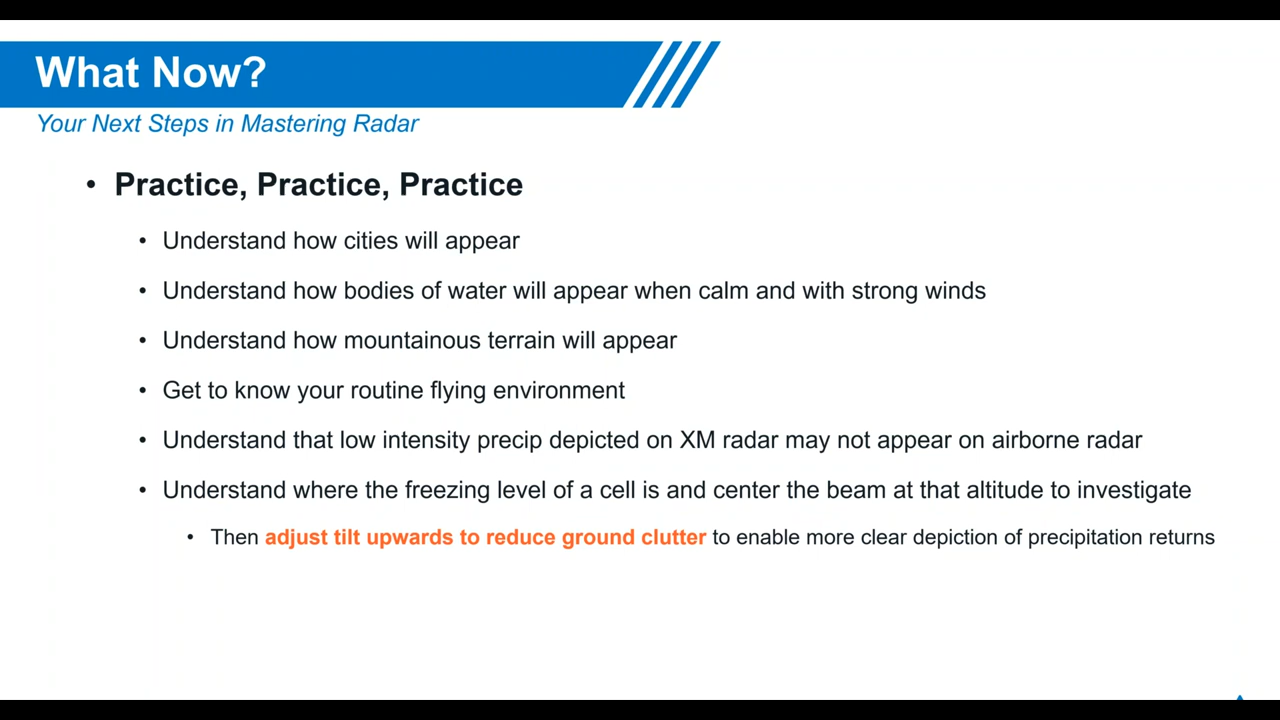 What Now?
Your Next Steps in Mastering Radar
• Practice, Practice, Practice
• Understand how cities will appear
• Understand how bodies of water will appear when calm and with strong winds
• Understand how mountainous terrain will appear
• Get to know your routine flying environment
• Understand that low intensity precip depicted on XM radar may not appear on airborne radar
• Understand where the freezing level of a cell is and center the beam at that altitude to investigate
• Then adjust tilt upwards to reduce ground clutter to enable more clear depiction of precipitation returns